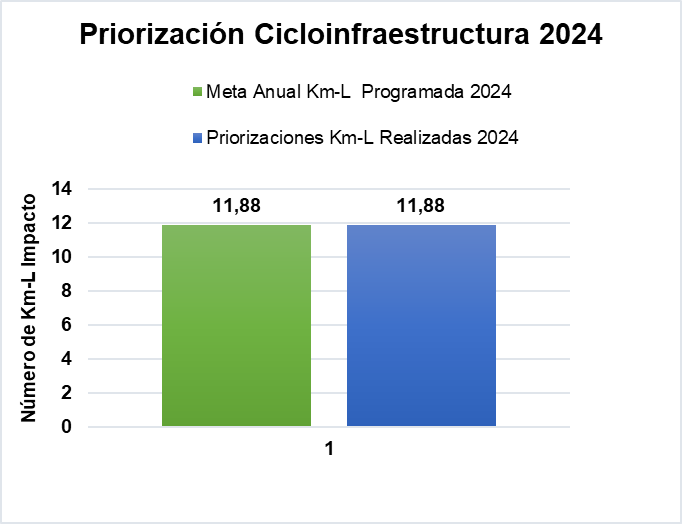 Priorización Cicloinfraestructura 2024
Meta Anual Km-L  Programada 2024
Priorizaciones Km-L Realizadas 2024
Número de Km-L Impacto
14
12
10
8
6
4
2
0
11,88
11,88
1